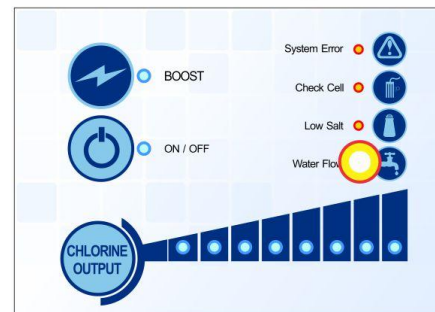 System Error
BOOST
Check Cell
Low Salt
ON / OFF
Water Flow
CHLORINE
OUTPUT